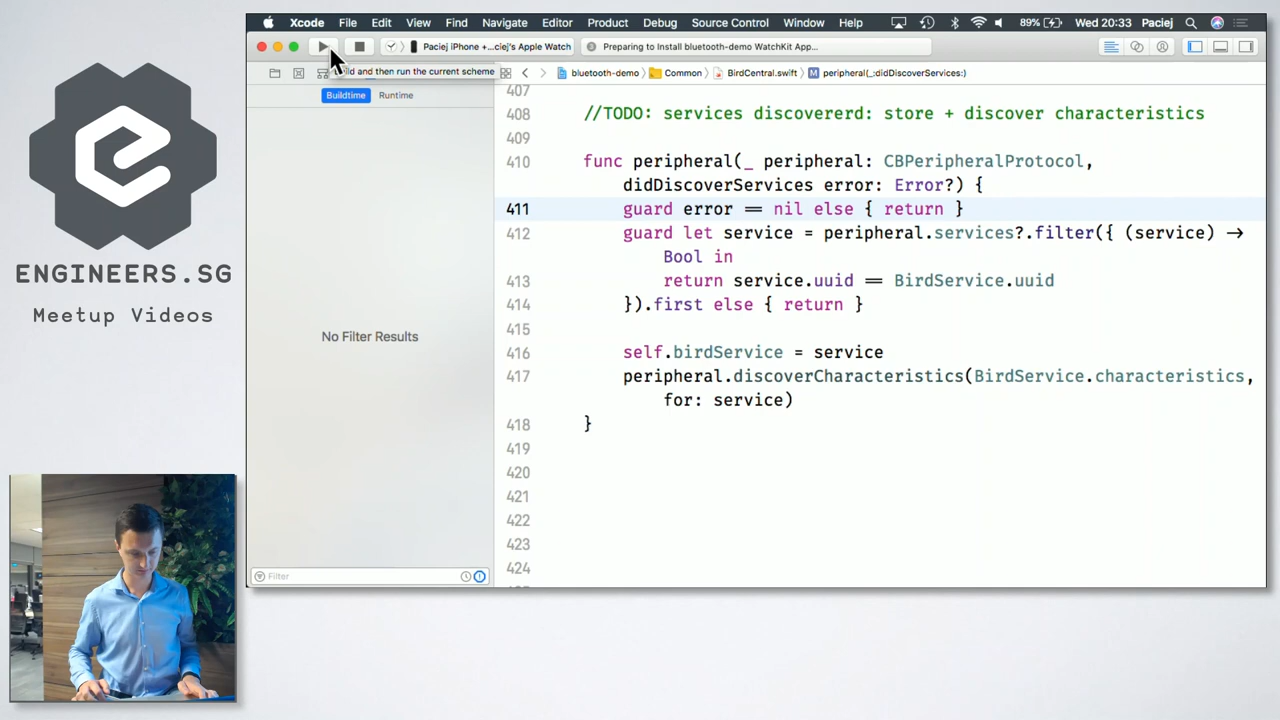 Xcode File Edit View Find Navigate Editor Product Debug Source Control Window Help 89% Wed 20:33 Paciej
Paciej iPhone +...ciej's Apple Watch
Preparing to Install bluetooth-demo WatchKit App...
and then run the current scheme
bluetooth-demo Common BirdCentral.swift M peripheral(_:didDiscoverServices:)
Buildtime Runtime
407
408 //TODO: services discovererd: store + discover characteristics
409
410 func peripheral(_ peripheral: CBPeripheralProtocol,
didDiscoverServices error: Error?) {
411 guard error == nil else { return }
412 guard let service = peripheral.services?.filter({ (service) ->
Bool in
413 return service.uuid == BirdService.uuid
414 }).first else { return }
415
416 self.birdService = service
417 peripheral.discoverCharacteristics(BirdService.characteristics,
for: service)
418 }
419
420
421
422
423
424
No Filter Results
Filter
ENGINEERS.SG
Meetup Videos